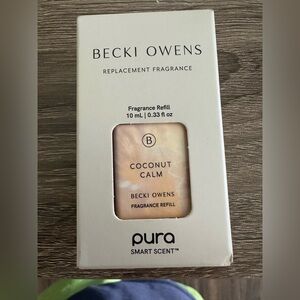 BECKI OWENS
REPLACEMENT FRAGRANCE
Fragrance Refill
10 mL | 0.33 fl oz
B
COCONUT
CALM
BECKI OWENS
FRAGRANCE REFILL
pura
SMART SCENT™